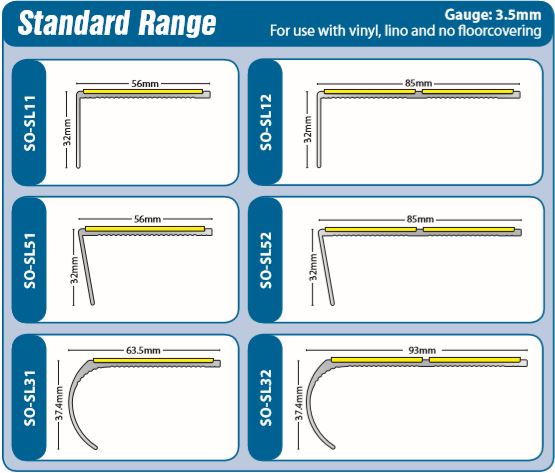 Standard Range
Gauge: 3.5mm
For use with vinyl, lino and no floorcovering
SO-SL11
56mm
32mm
SO-SL12
85mm
32mm
SO-SL51
56mm
32mm
SO-SL52
85mm
32mm
SO-SL31
63.5mm
37.4mm
SO-SL32
93mm
37.4mm